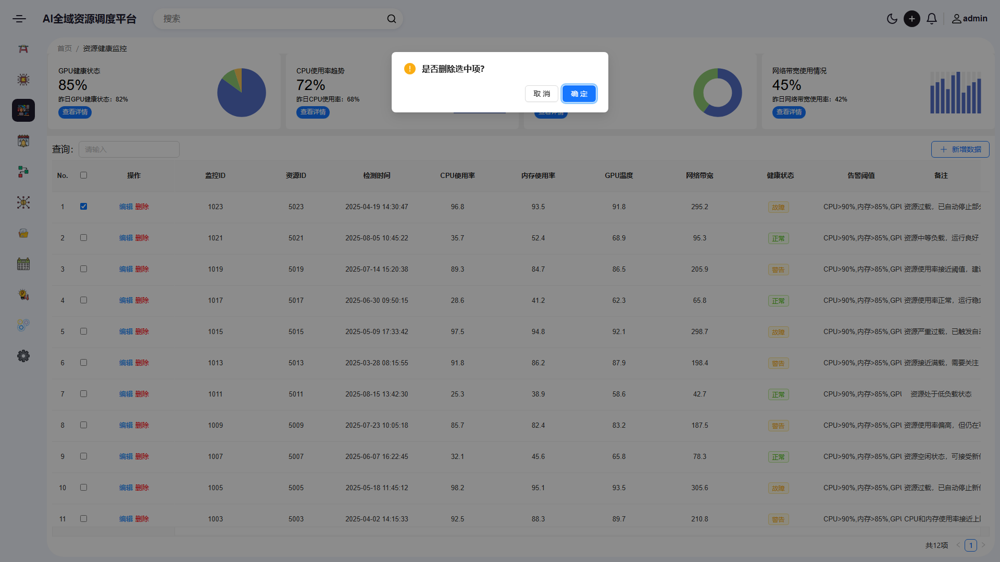 AI全域资源调度平台
搜索
admin
首页 / 资源健康监控
GPU健康状态
85%
昨日GPU健康状态：82%
查看详情
CPU使用率趋势
72%
昨日CPU使用率：68%
查看详情
是否删除选中项?
取 消
确 定
查看详情
网络带宽使用情况
45%
昨日网络带宽使用率：42%
查看详情
查询：
请输入
新增数据
No. 操作 监控ID 资源ID 检测时间 CPU使用率 内存使用率 GPU温度 网络带宽 健康状态 告警阈值 备注
1 编辑 删除 1023 5023 2025-04-19 14:30:47 96.8 93.5 91.8 295.2 故障 CPU>90%,内存>85%,GPU 资源过载，已自动停止部
2 编辑 删除 1021 5021 2025-08-05 10:45:22 35.7 52.4 68.9 95.3 正常 CPU>90%,内存>85%,GPU 资源中等负载，运行良好
3 编辑 删除 1019 5019 2025-07-14 15:20:38 89.3 84.7 86.5 205.9 警告 CPU>90%,内存>85%,GPU 资源使用率接近阈值，建
4 编辑 删除 1017 5017 2025-06-30 09:50:15 28.6 41.2 62.3 65.8 正常 CPU>90%,内存>85%,GPU 资源使用率正常，运行稳
5 编辑 删除 1015 5015 2025-05-09 17:33:42 97.5 94.8 92.1 298.7 故障 CPU>90%,内存>85%,GPU 资源严重过载，已触发自
6 编辑 删除 1013 5013 2025-03-28 08:15:55 91.8 86.2 87.9 198.4 警告 CPU>90%,内存>85%,GPU 资源接近满载，需要关注
7 编辑 删除 1011 5011 2025-08-15 13:42:30 25.3 38.9 58.6 42.7 正常 CPU>90%,内存>85%,GPU 资源处于低负载状态
8 编辑 删除 1009 5009 2025-07-23 10:05:18 85.7 82.4 83.2 187.5 警告 CPU>90%,内存>85%,GPU 资源使用率偏高，但仍在
9 编辑 删除 1007 5007 2025-06-07 16:22:45 32.1 45.6 65.8 78.3 正常 CPU>90%,内存>85%,GPU 资源空闲状态，可接受新
10 编辑 删除 1005 5005 2025-05-18 11:45:12 98.2 95.1 93.5 305.6 故障 CPU>90%,内存>85%,GPU 资源过载，已自动停止新
11 编辑 删除 1003 5003 2025-04-02 14:15:33 92.5 88.3 89.7 210.8 警告 CPU>90%,内存>85%,GPU CPU和内存使用率接近上
共12项 < 1 >